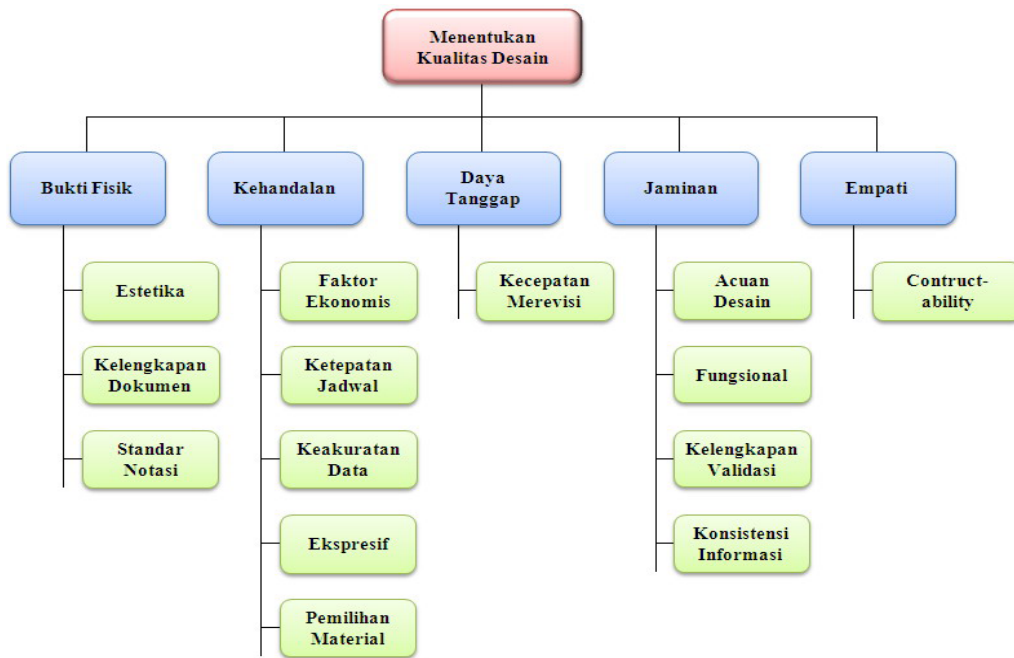 Menentukan
Kualitas Desain
Bukti Fisik
Kehandalan
Daya
Tanggap
Jaminan
Empati
Estetika
Kelengkapan
Dokumen
Standar
Notasi
Faktor
Ekonomis
Ketepatan
Jadwal
Keakuratan
Data
Ekspresif
Pemilihan
Material
Kecepatan
Merevisi
Acuan
Desain
Fungsional
Kelengkapan
Validasi
Konsistensi
Informasi
Contruct-
ability